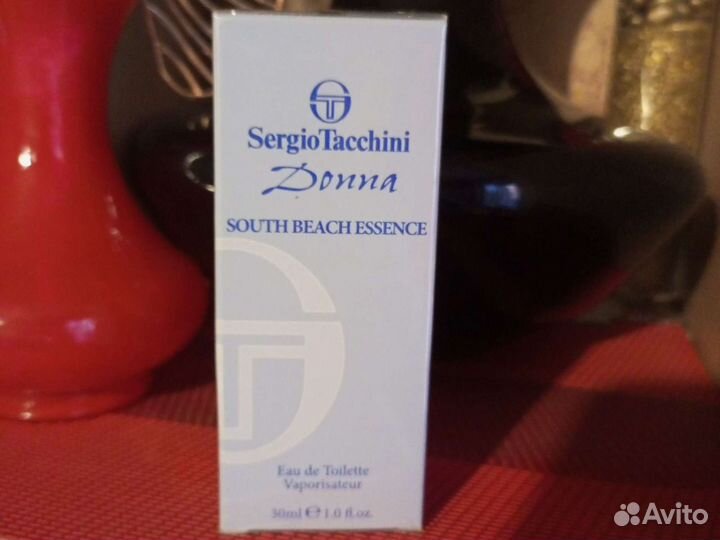 SergioTacchini
Donna
SOUTH BEACH ESSENCE
Eau de Toilette
Vaporisateur
30ml ℮ 1.0 fl.oz.
Avito